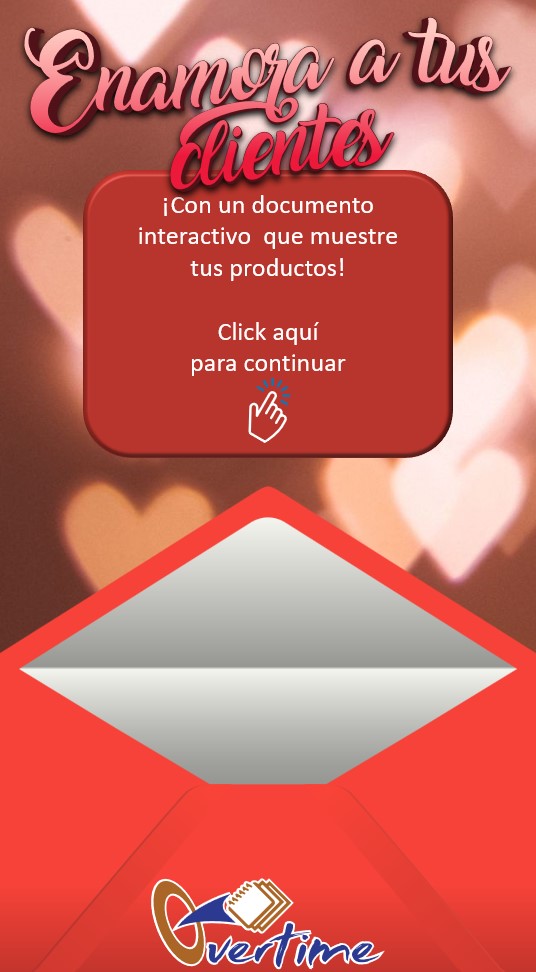 Enamora a tus
clientes
¡Con un documento
interactivo  que muestre
tus productos!
Click aquí
para continuar
Overtime